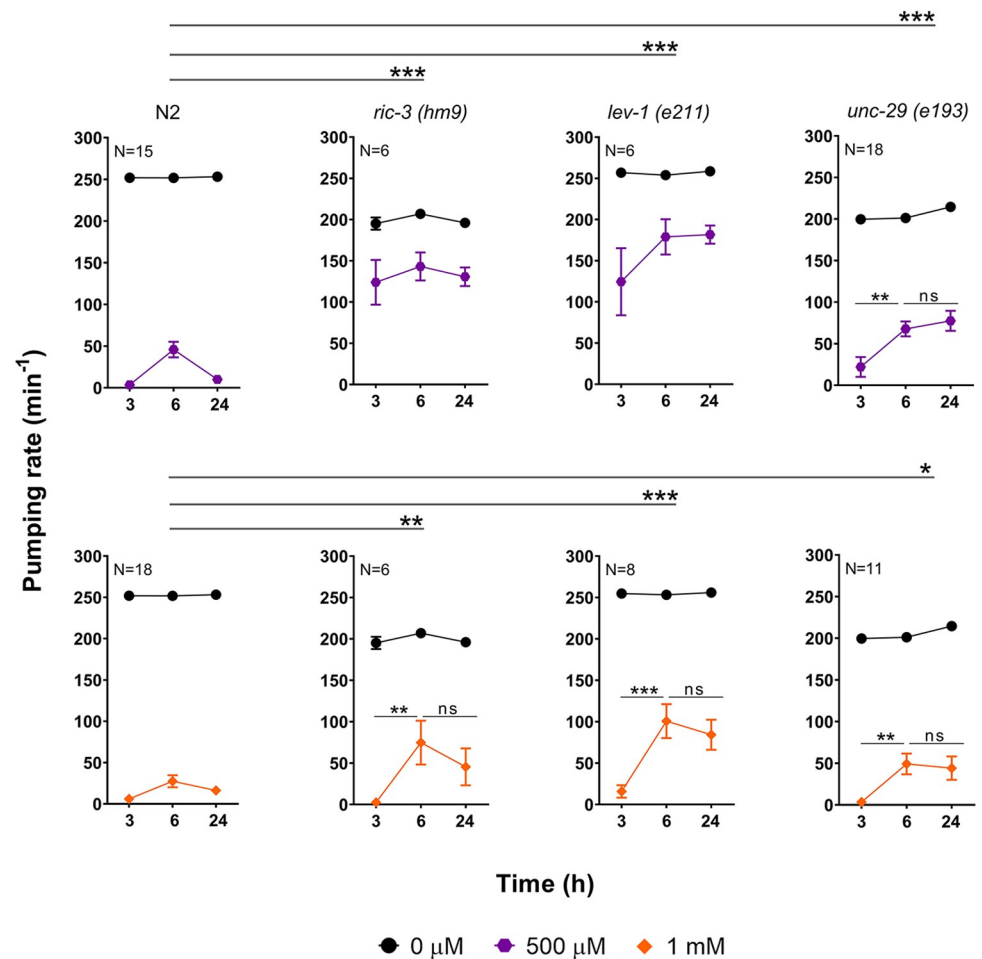 ***
***
***
N2 ric-3 (hm9) lev-1 (e211) unc-29 (e193)
300 250 200 150 100 50 0
N=15
3 6 24
300 250 200 150 100 50 0
N=6
3 6 24
300 250 200 150 100 50 0
N=6
3 6 24
300 250 200 150 100 50 0
N=18
** ns
3 6 24
Pumping rate (min-1)
*
***
**
300 250 200 150 100 50 0
N=18
3 6 24
300 250 200 150 100 50 0
N=6
** ns
3 6 24
300 250 200 150 100 50 0
N=8
*** ns
3 6 24
300 250 200 150 100 50 0
N=11
** ns
3 6 24
Time (h)
0 μM 500 μM 1 mM